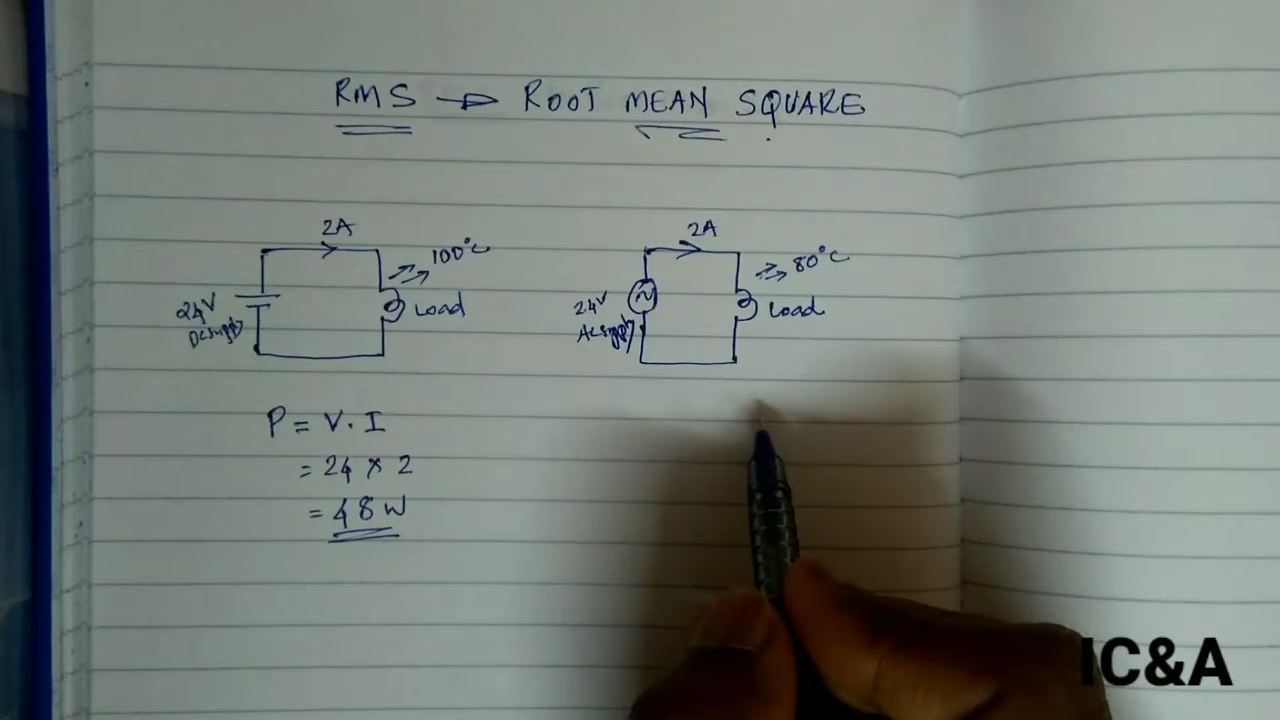 RMS → ROOT MEAN SQUARE
2A
100°C
24V
DC supply
Load
2A
80°C
24V
AC supply
Load
P = V. I
= 24 × 2
= 48 W
IC&A